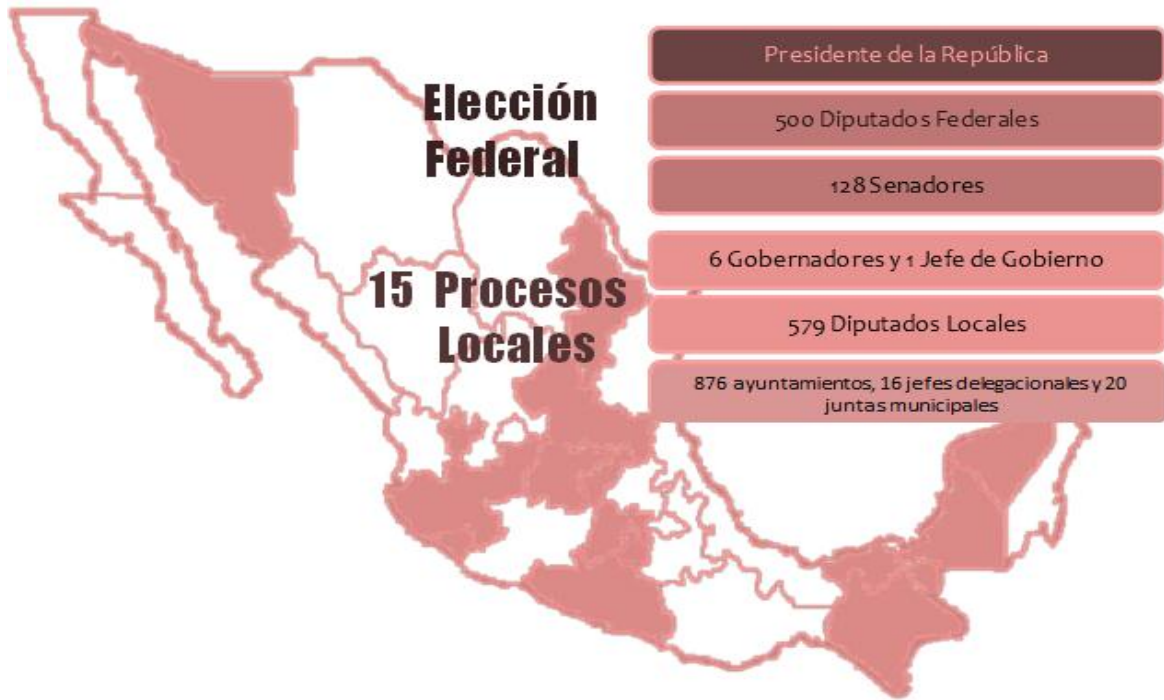 Elección
Federal
15 Procesos
Locales
Presidente de la República
500 Diputados Federales
128 Senadores
6 Gobernadores y 1 Jefe de Gobierno
579 Diputados Locales
876 ayuntamientos, 16 jefes delegacionales y 20
juntas municipales